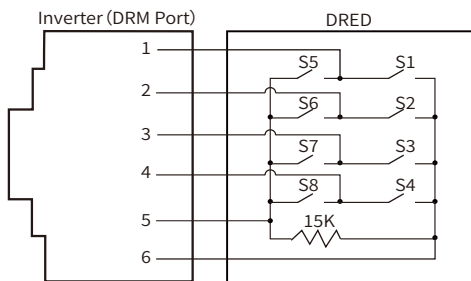 Inverter (DRM Port) DRED
1
S5 S1
2
S6 S2
3
S7 S3
4
S8 S4
5
15K
6